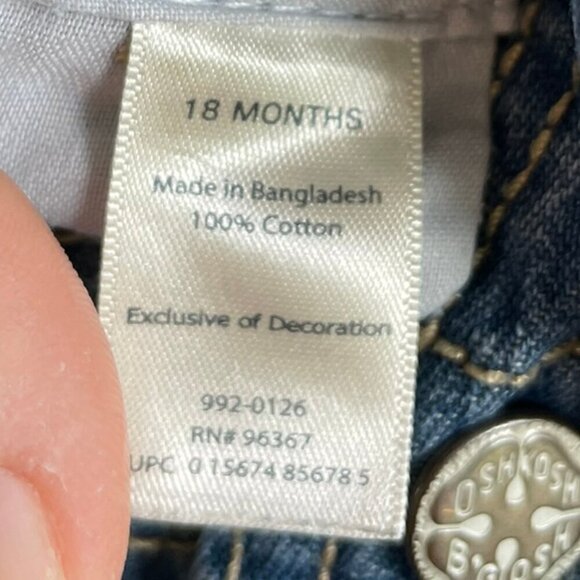 18 MONTHS
Made in Bangladesh
100% Cotton
Exclusive of Decoration
992-0126
RN# 96367
UPC 0 15674 85678 5
OSHKOSH
B'GOSH